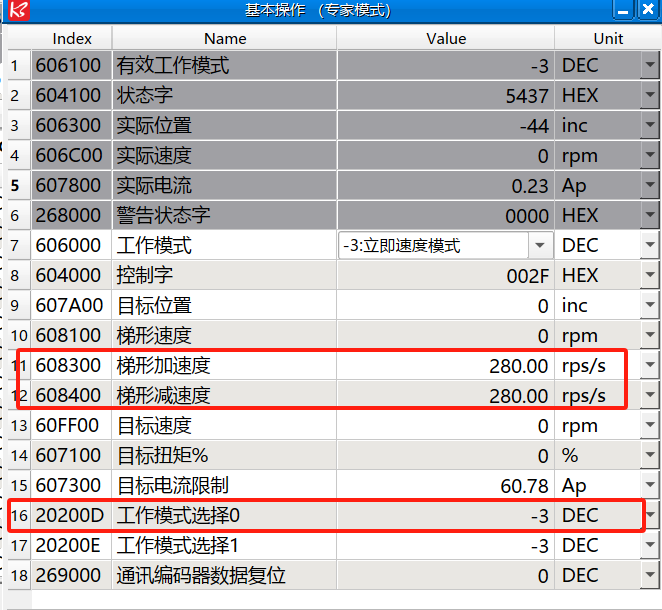 基本操作 （专家模式）
Index Name Value Unit
1 606100 有效工作模式 -3 DEC
2 604100 状态字 5437 HEX
3 606300 实际位置 -44 inc
4 606C00 实际速度 0 rpm
5 607800 实际电流 0.23 Ap
6 268000 警告状态字 0000 HEX
7 606000 工作模式 -3:立即速度模式 DEC
8 604000 控制字 002F HEX
9 607A00 目标位置 0 inc
10 608100 梯形速度 0 rpm
11 608300 梯形加速度 280.00 rps/s
12 608400 梯形减速度 280.00 rps/s
13 60FF00 目标速度 0 rpm
14 607100 目标扭矩% 0 %
15 607300 目标电流限制 60.78 Ap
16 20200D 工作模式选择0 -3 DEC
17 20200E 工作模式选择1 -3 DEC
18 269000 通讯编码器数据复位 0 DEC